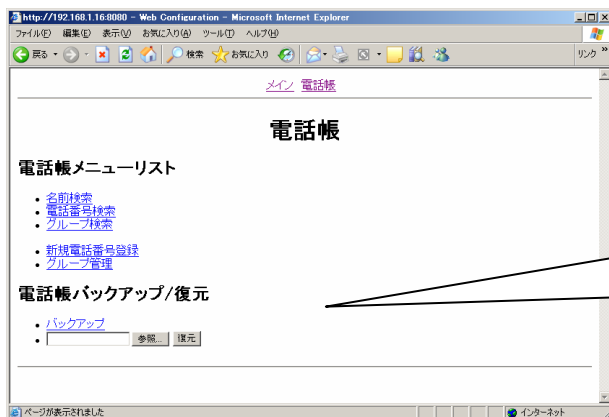 http://192.168.1.16:8080 - Web Configuration - Microsoft Internet Explorer
ファイル(F) 編集(E) 表示(V) お気に入り(A) ツール(T) ヘルプ(H)
戻る 検索 お気に入り リンク »
メイン 電話帳
電話帳
電話帳メニューリスト
• 名前検索
• 電話番号検索
• グループ検索
• 新規電話番号登録
• グループ管理
電話帳バックアップ/復元
• バックアップ
• 参照... 復元
ページが表示されました インターネット